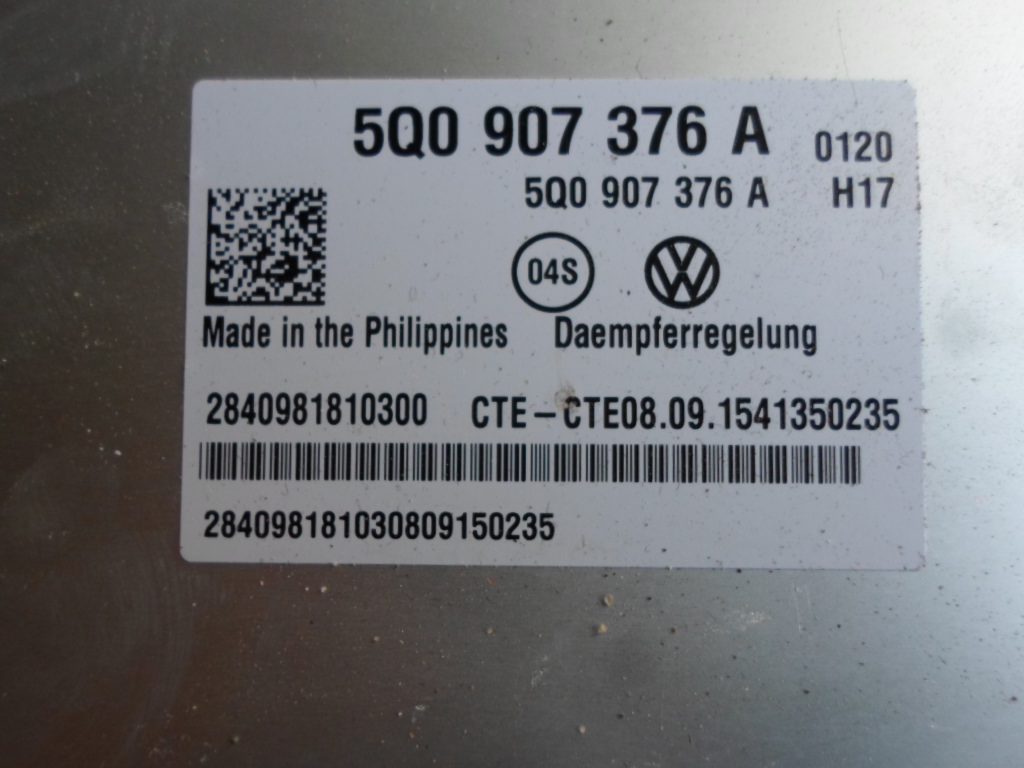 5Q0 907 376 A 0120
5Q0 907 376 A H17
04S
Made in the Philippines Daempferregelung
2840981810300 CTE-CTE08.09.1541350235
284098181030809150235